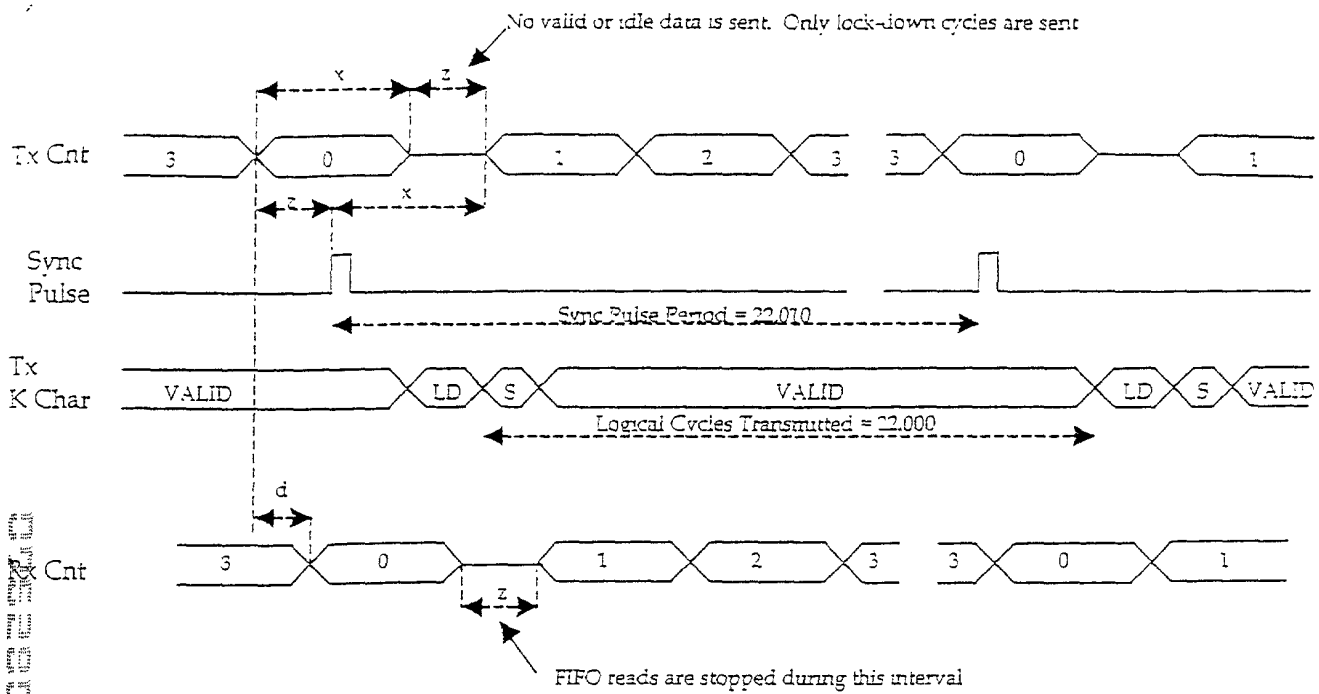 No valid or idle data is sent. Only lock-down cycles are sent
x
z
Tx Cnt
3
0
1
2
3
3
0
1
z
x
Sync
Pulse
Sync Pulse Period = 22.010
Tx
K Char
VALID
LD
S
VALID
LD
S
VALID
Logical Cycles Transmitted = 22.000
d
Rx Cnt
3
0
1
2
3
3
0
1
z
FIFO reads are stopped during this interval